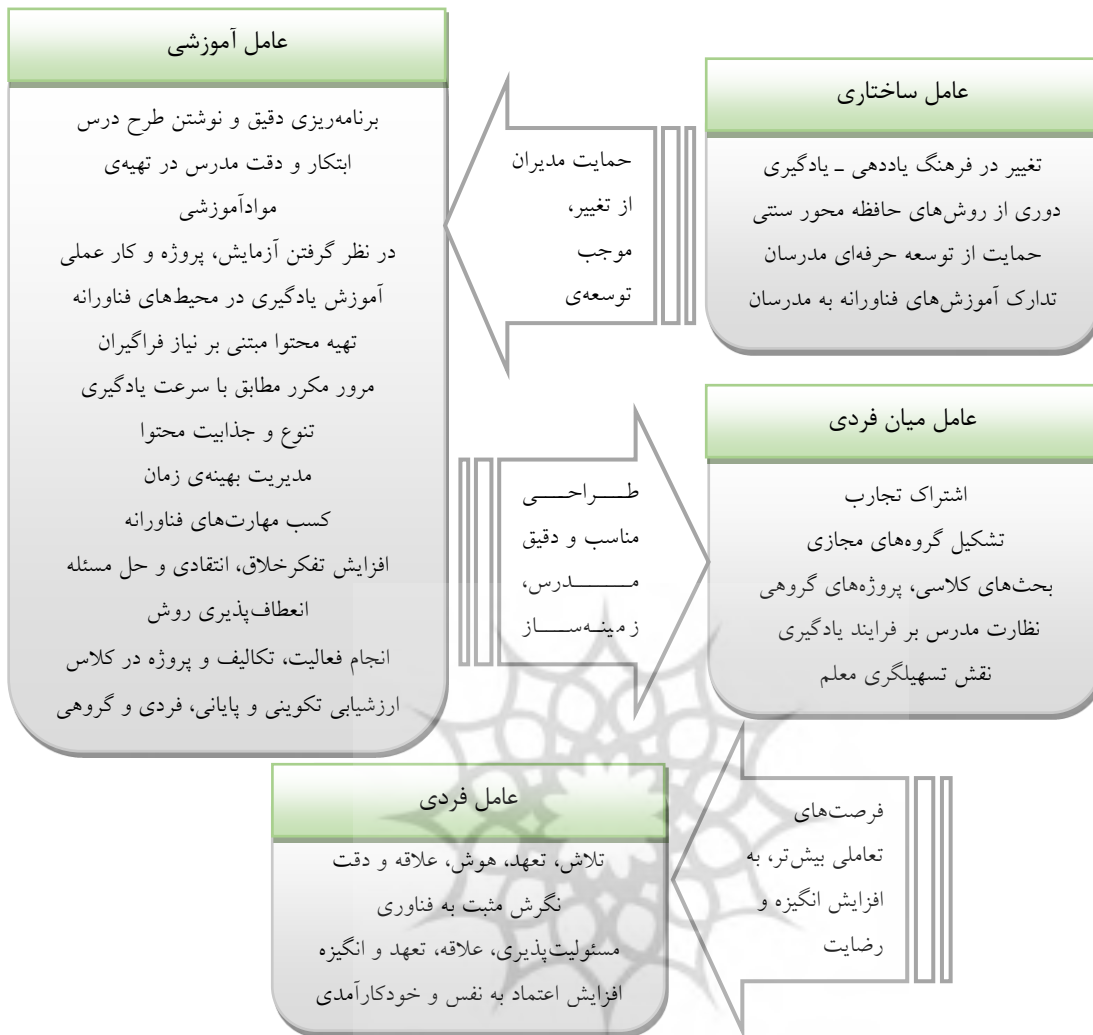 عامل ساختاری
تغییر در فرهنگ یاددهی ـ یادگیری
دوری از روش‌های حافظه محور سنتی
حمایت از توسعه حرفه‌ای مدرسان
تدارک آموزش‌های فناورانه به مدرسان
حمایت مدیران
از تغییر،
موجب
توسعه‌ی
عامل آموزشی
برنامه‌ریزی دقیق و نوشتن طرح درس
ابتکار و دقت مدرس در تهیه‌ی
موادآموزشی
در نظر گرفتن آزمایش، پروژه و کار عملی
آموزش یادگیری در محیط‌های فناورانه
تهیه محتوا مبتنی بر نیاز فراگیران
مرور مکرر مطابق با سرعت یادگیری
تنوع و جذابیت محتوا
مدیریت بهینه‌ی زمان
کسب مهارت‌های فناورانه
افزایش تفکرخلاق، انتقادی و حل مسئله
انعطاف‌پذیری روش
انجام فعالیت، تکالیف و پروژه در کلاس
ارزشیابی تکوینی و پایانی، فردی و گروهی
طـــراحـــی
مناسب و دقیق
مـــدرس،
زمینه‌ســـاز
عامل میان فردی
اشتراک تجارب
تشکیل گروه‌های مجازی
بحث‌های کلاسی، پروژه‌های گروهی
نظارت مدرس بر فرایند یادگیری
نقش تسهیلگری معلم
فرصت‌های
تعاملی بیش‌تر، به
افزایش انگیزه و
رضایت
عامل فردی
تلاش، تعهد، هوش، علاقه و دقت
نگرش مثبت به فناوری
مسئولیت‌پذیری، علاقه، تعهد و انگیزه
افزایش اعتماد به نفس و خودکارآمدی